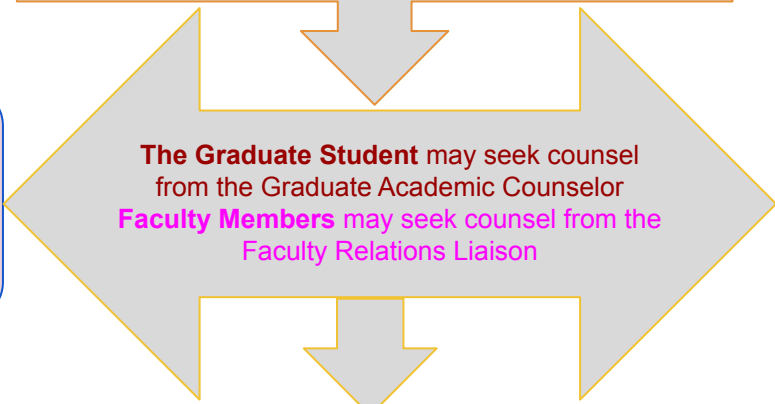 The Graduate Student may seek counsel
from the Graduate Academic Counselor
Faculty Members may seek counsel from the
Faculty Relations Liaison